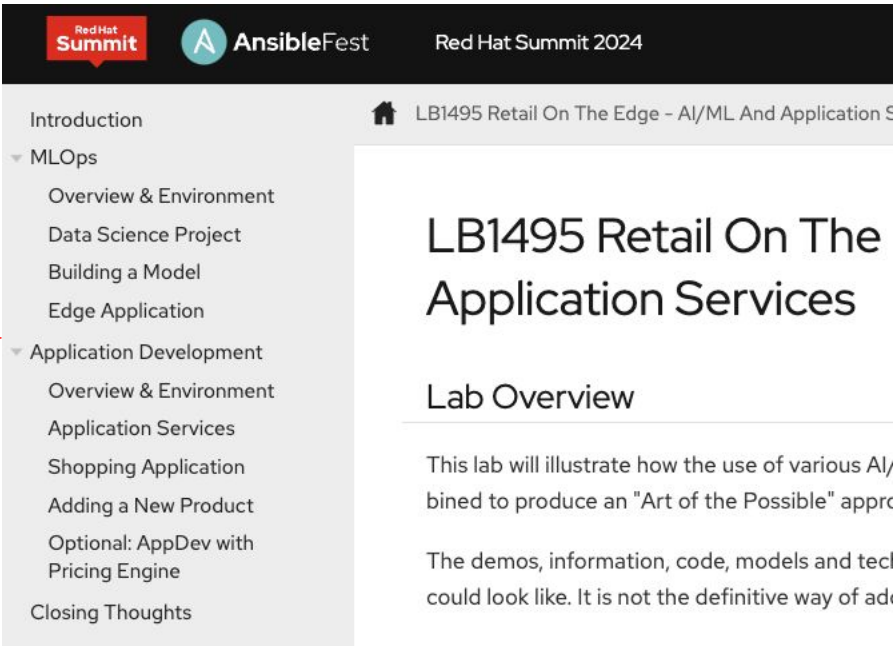 Red Hat
Summit
AnsibleFest
Red Hat Summit 2024
Introduction
MLOps
Overview & Environment
Data Science Project
Building a Model
Edge Application
Application Development
Overview & Environment
Application Services
Shopping Application
Adding a New Product
Optional: AppDev with
Pricing Engine
Closing Thoughts
LB1495 Retail On The Edge - AI/ML And Application
LB1495 Retail On The
Application Services
Lab Overview
This lab will illustrate how the use of various AI/
bined to produce an "Art of the Possible"
The demos, information, code, models and
could look like. It is not the definitive way of